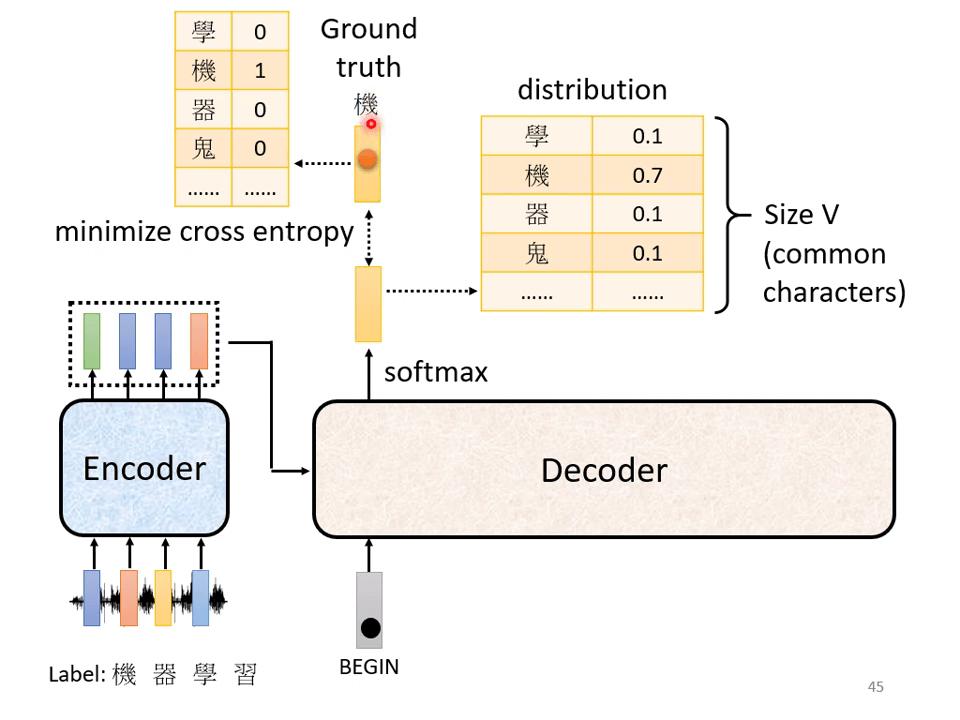 學 0
機 1
器 0
鬼 0
...... ......
Ground
truth
機
distribution
學 0.1
機 0.7
器 0.1
鬼 0.1
...... ......
Size V
(common
characters)
minimize cross entropy
softmax
Encoder
Decoder
BEGIN
Label: 機 器 學 習
45